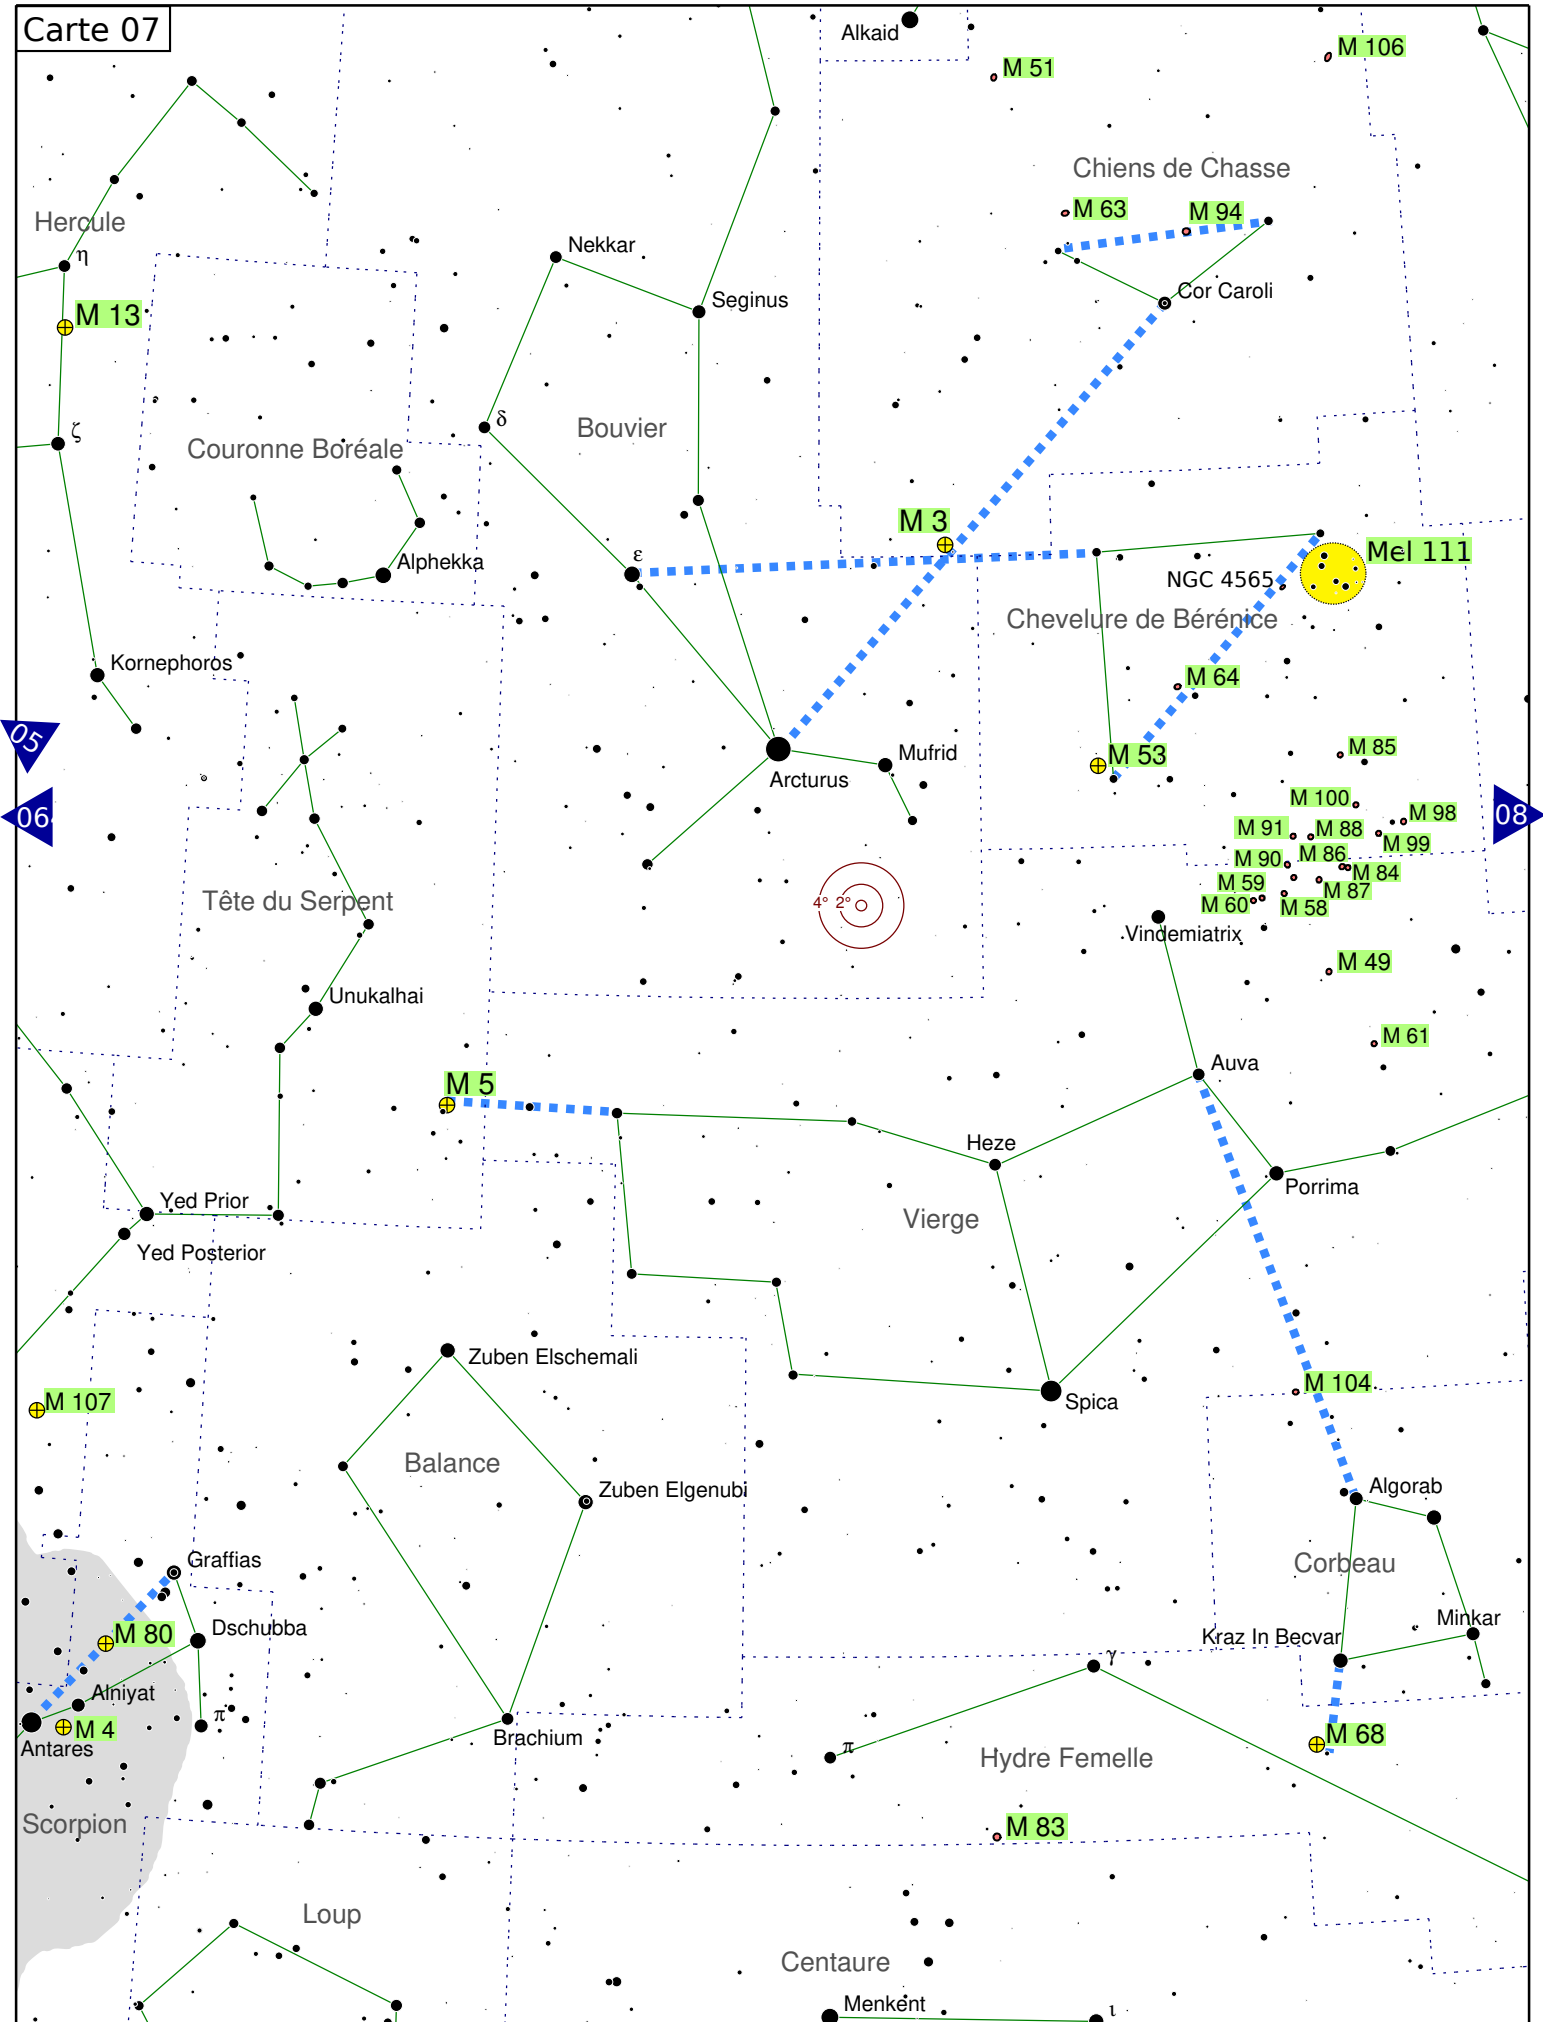 Carte 07
Alkaid
M 51
M 106
Chiens de Chasse
Hercule
M 63
M 94
η
Nekkar
Seginus
Cor Caroli
M 13
δ
Bouvier
ζ
Couronne Boréale
M 3
ε
Alphekka
Mel 111
NGC 4565
Chevelure de Bérénice
Kornephoros
M 64
05
Mufrid
M 53
M 85
Arcturus
M 100
06
08
M 98
M 91
M 88
M 99
M 90
M 86
M 84
M 59
M 87
4° 2°
M 60
M 58
Tête du Serpent
Vindemiatrix
M 49
Unukalhai
M 61
Auva
M 5
Heze
Yed Prior
Porrima
Vierge
Yed Posterior
Zuben Elschemali
M 104
M 107
Spica
Balance
Zuben Elgenubi
Algorab
Graffias
Corbeau
Minkar
M 80
Dschubba
Kraz In Becvar
γ
Alniyat
π
M 4
Antares
Brachium
π
M 68
Hydre Femelle
Scorpion
M 83
Loup
Centaure
Menkent
ι